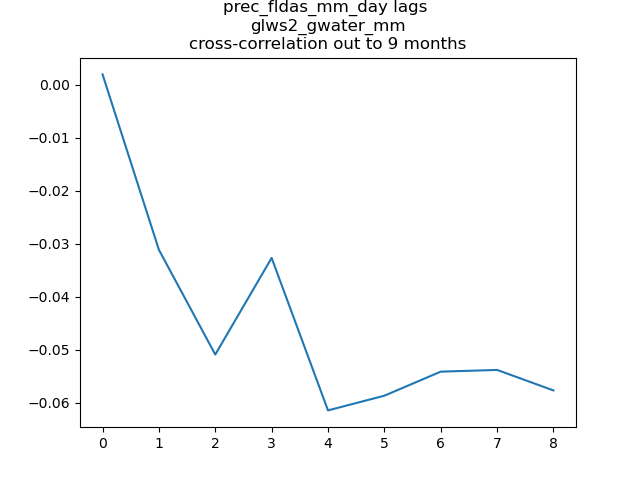 prec_fldas_mm_day lags
glws2_gwater_mm
cross-correlation out to 9 months
0.00
−0.01
−0.02
−0.03
−0.04
−0.05
−0.06
0 1 2 3 4 5 6 7 8